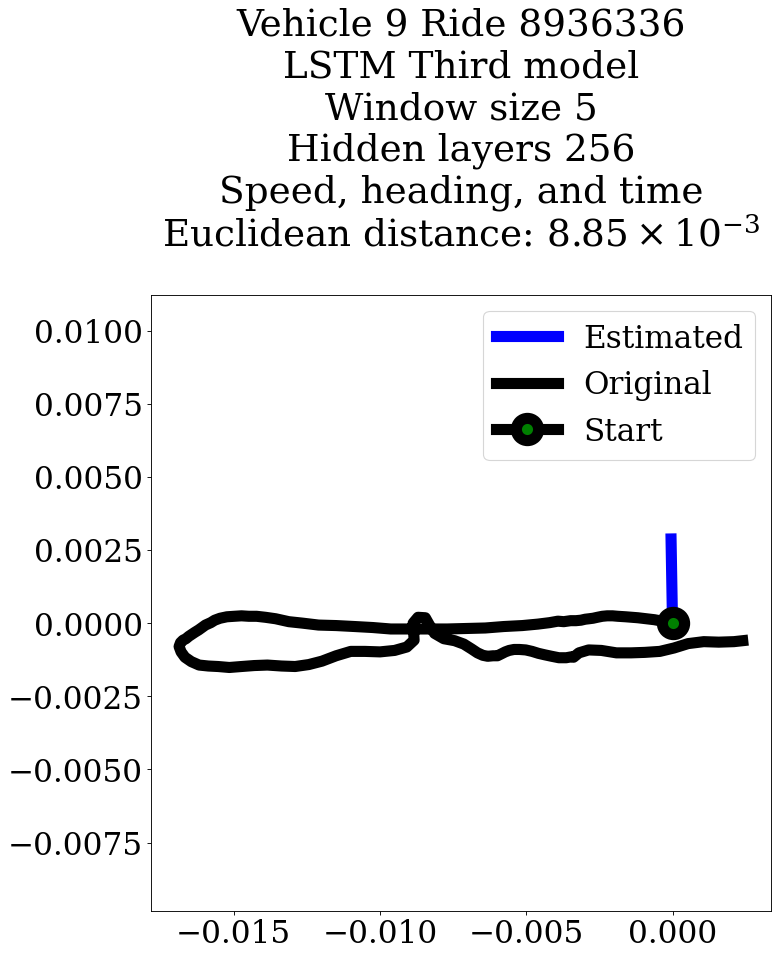 Vehicle 9 Ride 8936336
LSTM Third model
Window size 5
Hidden layers 256
Speed, heading, and time
Euclidean distance: 8.85 × 10⁻³
Estimated
Original
Start
0.0100
0.0075
0.0050
0.0025
0.0000
−0.0025
−0.0050
−0.0075
−0.015 −0.010 −0.005 0.000